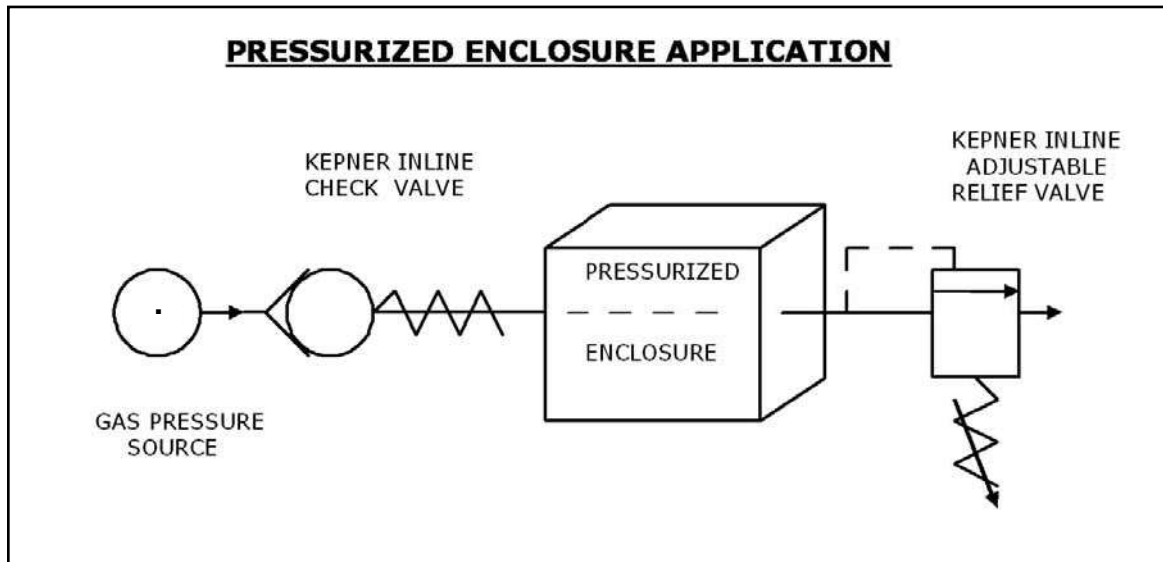 PRESSURIZED ENCLOSURE APPLICATION
KEPNER INLINE
CHECK VALVE
KEPNER INLINE
ADJUSTABLE
RELIEF VALVE
PRESSURIZED
ENCLOSURE
GAS PRESSURE
SOURCE